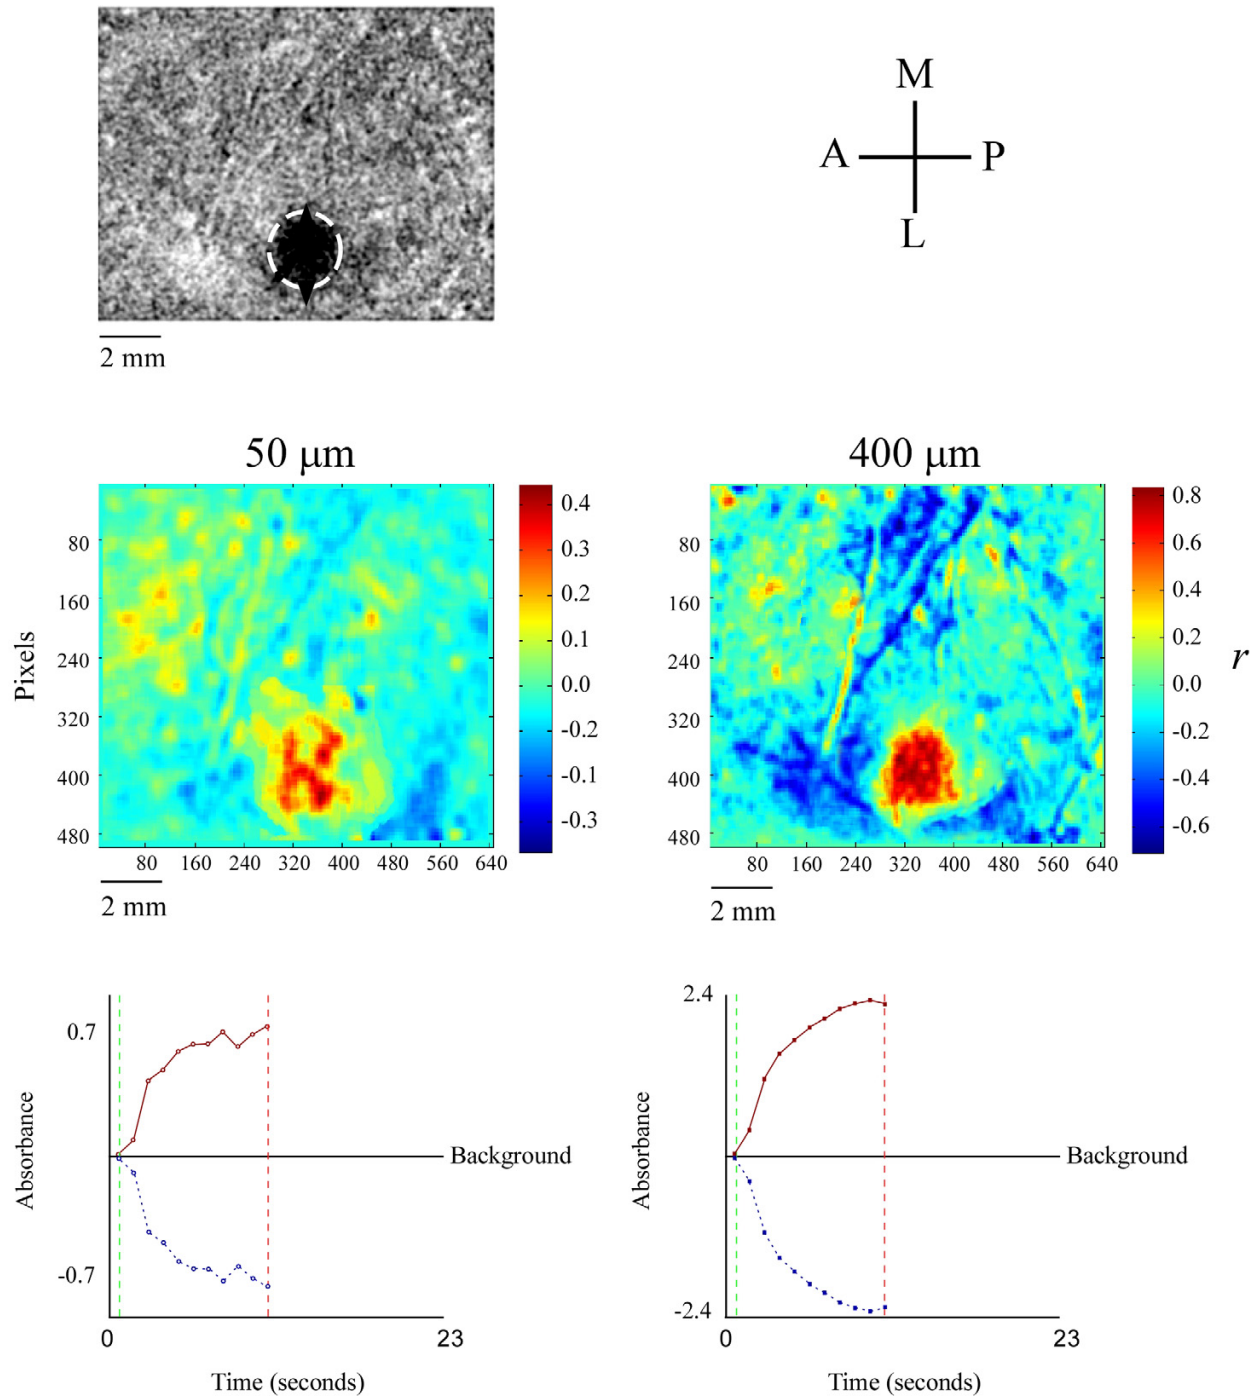 M
A P
L
2 mm
50 μm 400 μm
Pixels
80
160
240
320
400
480
80 160 240 320 400 480 560 640
0.4
0.3
0.2
0.1
0.0
-0.2
-0.1
-0.3
2 mm
80
160
240
320
400
480
80 160 240 320 400 480 560 640
0.8
0.6
0.4
0.2
0.0
-0.2
-0.4
-0.6
r
2 mm
Absorbance
0.7
-0.7
Background
0 23
Time (seconds)
Absorbance
2.4
-2.4
Background
0 23
Time (seconds)